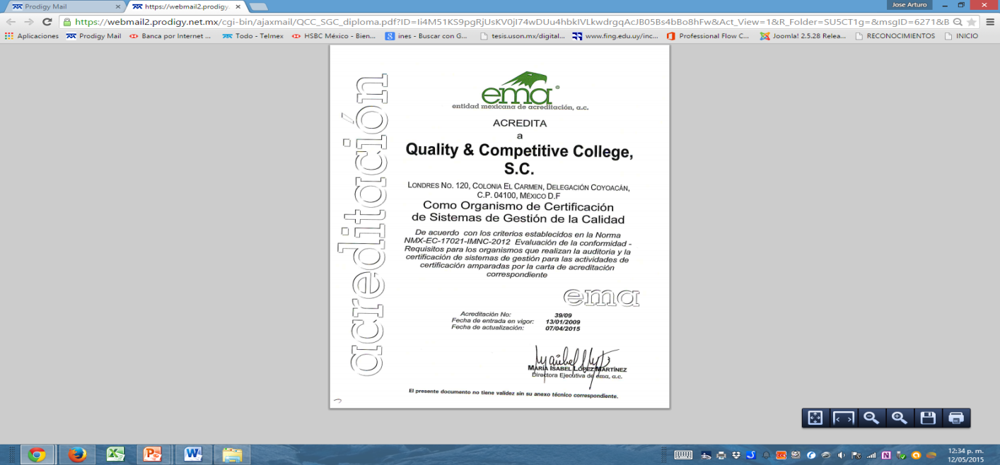 Prodigy Mail
https://webmail2.prodigy.
Jose Arturo
https://webmail2.prodigy.net.mx/cgi-bin/ajaxmail/QCC_SGC_diploma.pdf?ID=Ii4M51KS9pgRjUsKV0jI74wDUu4hbkIVLkwdrgqAcJB05Bs4bBo8hFw&Act_View=1&R_Folder=SU5CT1g=&msgID=6271&B
Aplicaciones Prodigy Mail Banca por Internet ... Todo - Telmex HSBC México - Bien... ines - Buscar con G... tesis.uson.mx/digital... www.fing.edu.uy/inc... Professional Flow C... Joomla! 2.5.28 Relea... RECONOCIMIENTOS INICIO
acreditación
ema®
entidad mexicana de acreditación, a.c.
ACREDITA
a
Quality & Competitive College,
S.C.
LONDRES NO. 120, COLONIA EL CARMEN, DELEGACIÓN COYOACÁN,
C.P. 04100, MÉXICO D.F
Como Organismo de Certificación
de Sistemas de Gestión de la Calidad
De acuerdo con los criterios establecidos en la Norma
NMX-EC-17021-IMNC-2012 Evaluación de la conformidad -
Requisitos para los organismos que realizan la auditoria y la
certificación de sistemas de gestión para las actividades de
certificación amparadas por la carta de acreditación
correspondiente
ema
Acreditación No: 39/09
Fecha de entrada en vigor: 13/01/2009
Fecha de actualización: 07/04/2015
MARÍA ISABEL LÓPEZ MARTÍNEZ
Directora Ejecutiva de ema, a.c.
El presente documento no tiene validez sin su anexo técnico correspondiente.
12:34 p. m.
12/05/2015